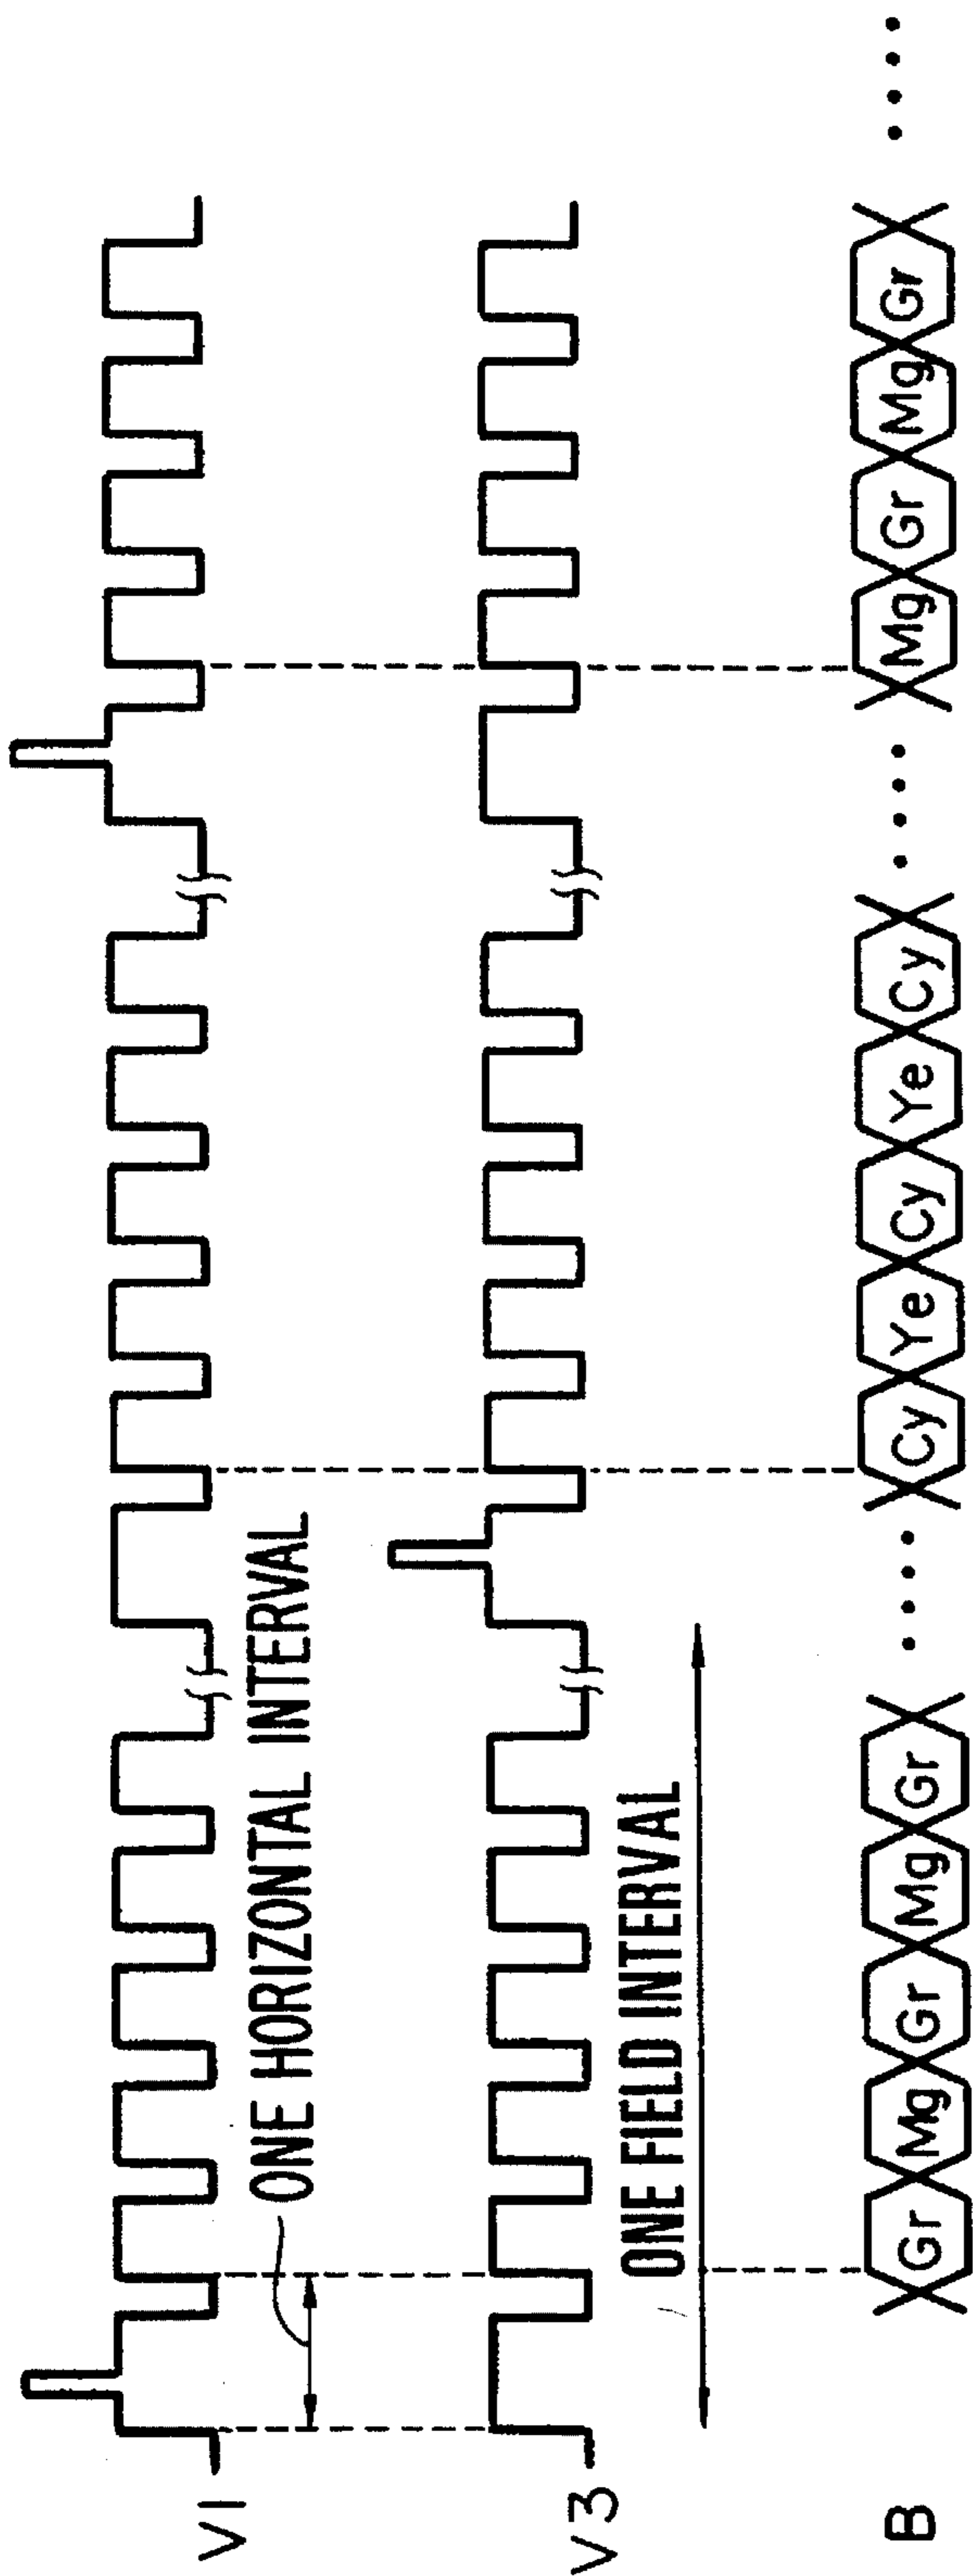 V1
ONE HORIZONTAL INTERVAL
V3
ONE FIELD INTERVAL
B Gr Mg Gr Mg Gr Cy Ye Cy Ye Cy Mg Gr Mg Gr